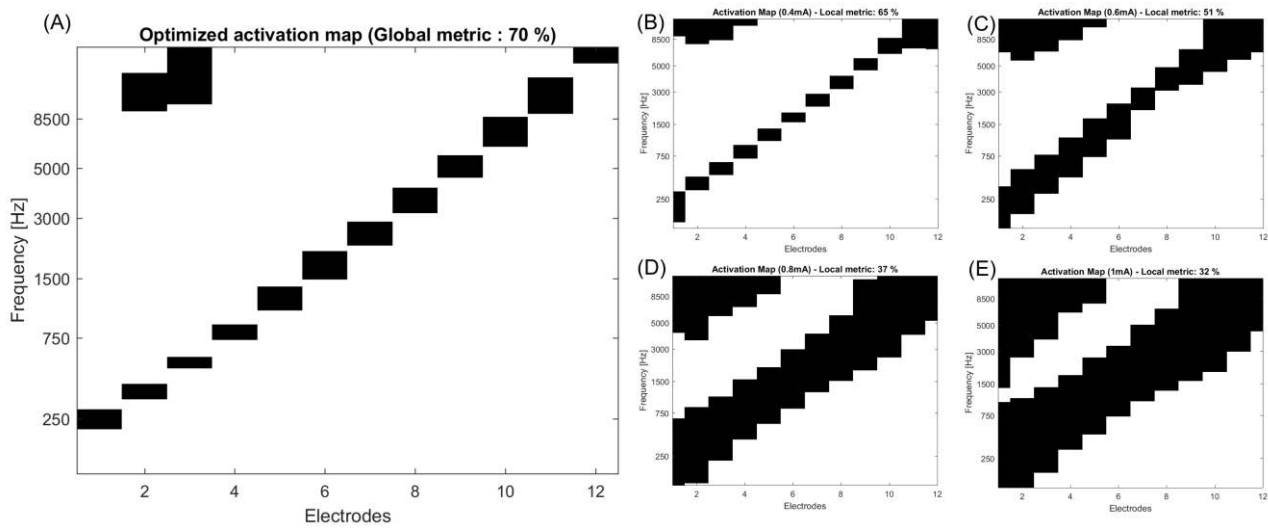 (A)
Optimized activation map (Global metric : 70 %)
Frequency [Hz]
8500
5000
3000
1500
750
250
2 4 6 8 10 12
Electrodes
(B)
Activation Map (0.4mA) - Local metric: 65 %
Frequency [Hz]
8500
5000
3000
1500
750
250
2 4 6 8 10 12
Electrodes
(C)
Activation Map (0.6mA) - Local metric: 51 %
Frequency [Hz]
8500
5000
3000
1500
750
250
2 4 6 8 10 12
Electrodes
(D)
Activation Map (0.8mA) - Local metric: 37 %
Frequency [Hz]
8500
5000
3000
1500
750
250
2 4 6 8 10 12
Electrodes
(E)
Activation Map (1mA) - Local metric: 32 %
Frequency [Hz]
8500
5000
3000
1500
750
250
2 4 6 8 10 12
Electrodes